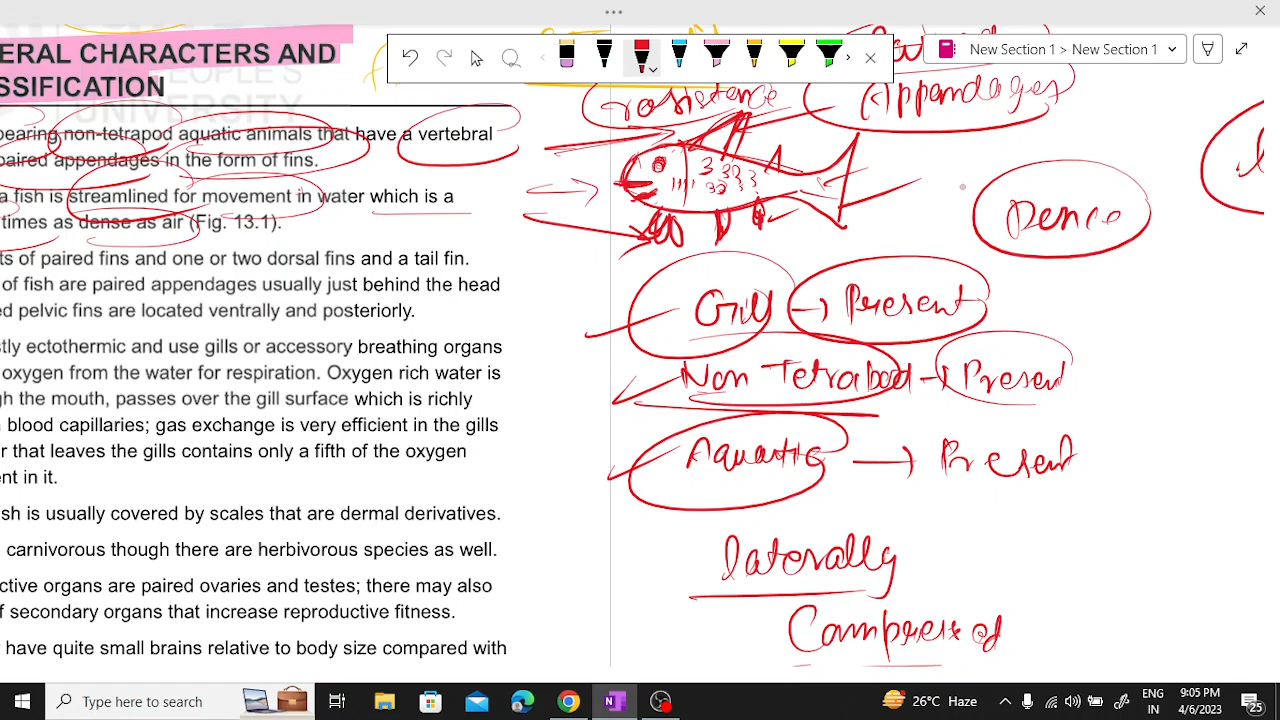 New Section 1 > New Section 1
ERAL CHARACTERS AND
SSIFICATION
PEOPLE'S
UNIVERSITY
bearing non-tetrapod aquatic animals that have a vertebral
paired appendages in the form of fins.
a fish is streamlined for movement in water which is a
times as dense as air (Fig. 13.1).
ts of paired fins and one or two dorsal fins and a tail fin.
of fish are paired appendages usually just behind the head
ed pelvic fins are located ventrally and posteriorly.
stly ectothermic and use gills or accessory breathing organs
oxygen from the water for respiration. Oxygen rich water is
gh the mouth, passes over the gill surface which is richly
blood capillaries; gas exchange is very efficient in the gills
r that leaves the gills contains only a fifth of the oxygen
ent in it.
sh is usually covered by scales that are dermal derivatives.
carnivorous though there are herbivorous species as well.
ctive organs are paired ovaries and testes; there may also
f secondary organs that increase reproductive fitness.
have quite small brains relative to body size compared with
resistence Appendages
Dence
Gill → Present
Non Tetrapod → Present
Aquatic → Present
laterally
Compressed
Type here to search
26°C Haze
ENG
IN
9:05 PM
4/6/2023
25